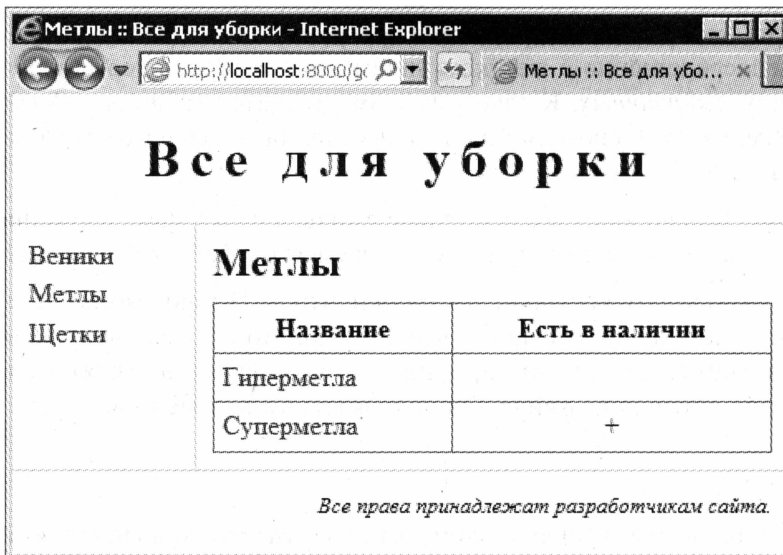 Метлы :: Все для уборки - Internet Explorer
http://localhost:8000/g
Метлы :: Все для убо...
Все для уборки
Веники
Метлы
Щетки
Метлы
Название Есть в наличии
Гиперметла
Суперметла +
Все права принадлежат разработчикам сайта.